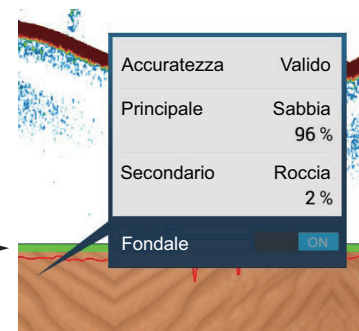 Accuratezza Valido
Principale Sabbia
96 %
Secondario Roccia
2 %
Fondale ON